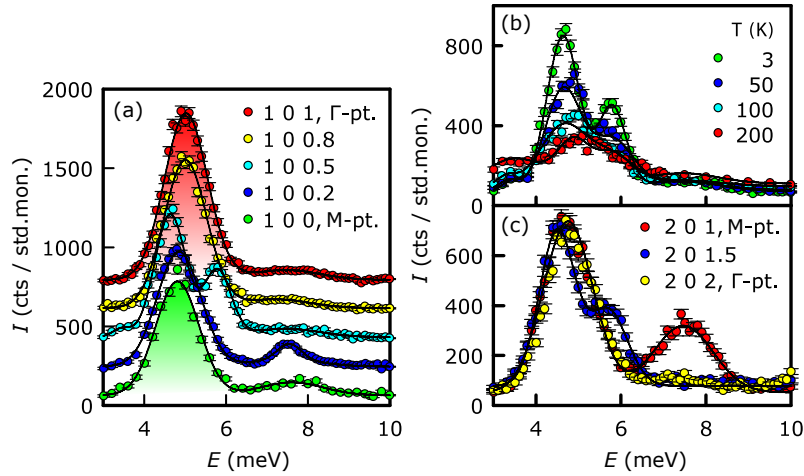 (a)
1 0 1, Γ-pt.
1 0 0.8
1 0 0.5
1 0 0.2
1 0 0, M-pt.
2000
1500
1000
500
0
I (cts / std.mon.)
4 6 8 10
E (meV)
(b)
T (K)
3
50
100
200
800
400
0
I (cts / std.mon.)
(c)
2 0 1, M-pt.
2 0 1.5
2 0 2, Γ-pt.
600
400
200
0
I (cts / std.mon.)
4 6 8 10
E (meV)